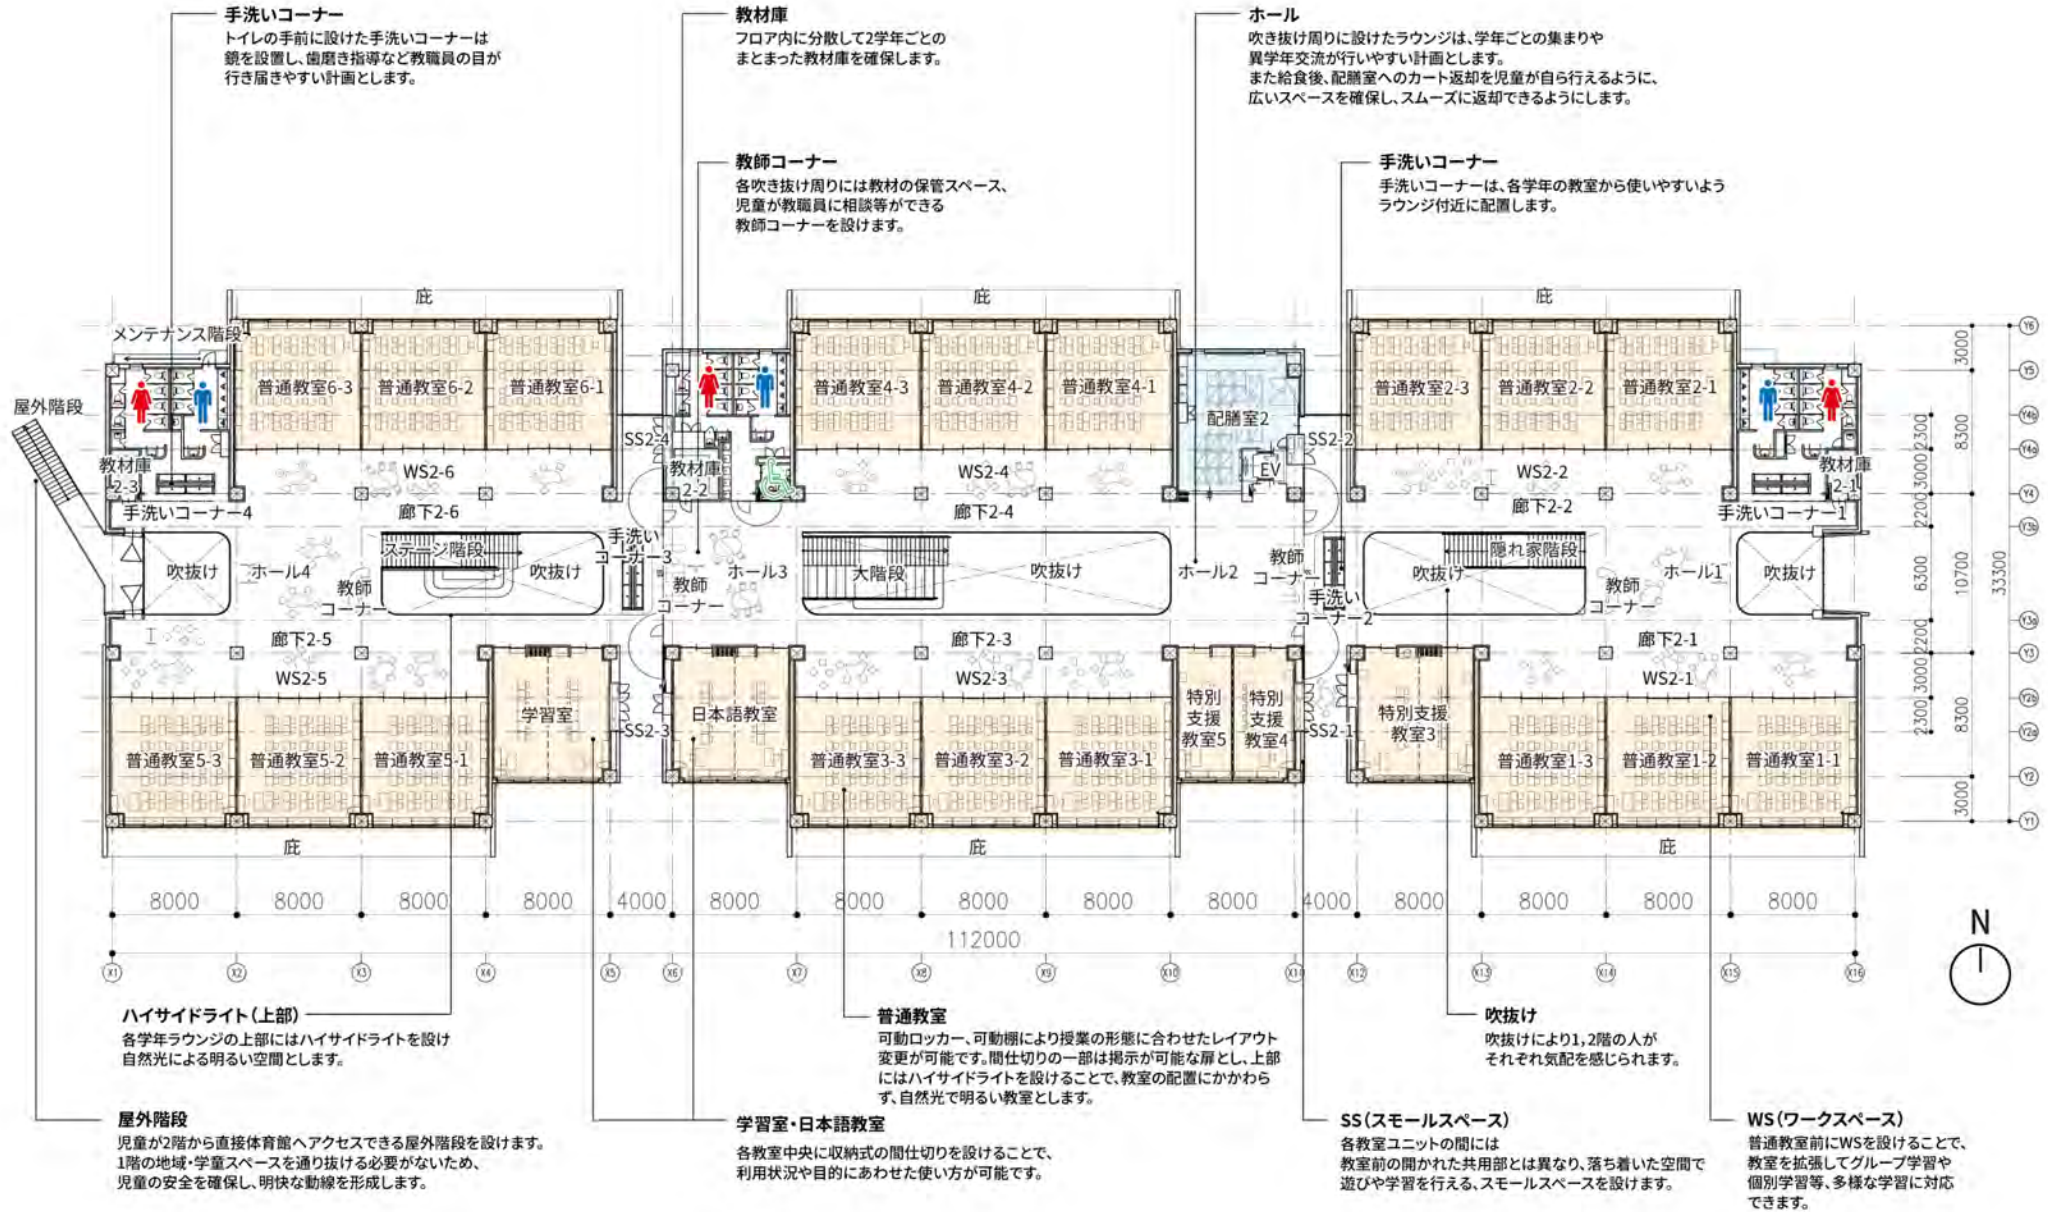 手洗いコーナー
トイレの手前に設けた手洗いコーナーは
鏡を設置し、歯磨き指導など教職員の目が
行き届きやすい計画とします。
教材庫
フロア内に分散して2学年ごとの
まとまった教材庫を確保します。
ホール
吹き抜け周りに設けたラウンジは、学年ごとの集まりや
異学年交流が行いやすい計画とします。
また給食後、配膳室へのカート返却を児童が自ら行えるように、
広いスペースを確保し、スムーズに返却できるようにします。
教師コーナー
各吹き抜け周りには教材の保管スペース、
児童が教職員に相談等ができる
教師コーナーを設けます。
手洗いコーナー
手洗いコーナーは、各学年の教室から使いやすいよう
ラウンジ付近に配置します。
庇
庇
庇
メンテナンス階段
屋外階段
普通教室6-3
普通教室6-2
普通教室6-1
普通教室4-3
普通教室4-2
普通教室4-1
配膳室2
EV
普通教室2-3
普通教室2-2
普通教室2-1
SS2-4
SS2-2
教材庫
2-3
WS2-6
教材庫
2-2
WS2-4
WS2-2
教材庫
2-1
手洗いコーナー4
廊下2-6
廊下2-4
廊下2-2
手洗いコーナー1
吹抜け
ホール4
教師
コーナー
ステージ階段
吹抜け
手洗い
コーナー3
教師
コーナー
ホール3
大階段
吹抜け
ホール2
教師
コーナー
手洗い
コーナー2
吹抜け
隠れ家階段
教師
コーナー
ホール1
吹抜け
廊下2-5
廊下2-3
廊下2-1
WS2-5
WS2-3
WS2-1
普通教室5-3
普通教室5-2
普通教室5-1
学習室
SS2-3
日本語教室
普通教室3-3
普通教室3-2
普通教室3-1
特別
支援
教室5
特別
支援
教室4
SS2-1
特別支援
教室3
普通教室1-3
普通教室1-2
普通教室1-1
庇
庇
庇
Y6
Y5
Y4b
Y4a
Y4
Y3b
Y3a
Y3
Y2b
Y2a
Y2
Y1
3000
8300
10700
8300
3000
33300
2300
3000
2200
6300
2200
3000
2300
8000
8000
8000
8000
4000
8000
8000
8000
8000
8000
4000
8000
8000
8000
8000
112000
X1
X2
X3
X4
X5
X6
X7
X8
X9
X10
X11
X12
X13
X14
X15
X16
N
ハイサイドライト（上部）
各学年ラウンジの上部にはハイサイドライトを設け
自然光による明るい空間とします。
普通教室
可動ロッカー、可動棚により授業の形態に合わせたレイアウト
変更が可能です。間仕切りの一部は掲示が可能な扉とし、上部
にはハイサイドライトを設けることで、教室の配置にかかわら
ず、自然光で明るい教室とします。
吹抜け
吹抜けにより1,2階の人が
それぞれ気配を感じられます。
屋外階段
児童が2階から直接体育館へアクセスできる屋外階段を設けます。
1階の地域・学童スペースを通り抜ける必要がないため、
児童の安全を確保し、明快な動線を形成します。
学習室・日本語教室
各教室中央に収納式の間仕切りを設けることで、
利用状況や目的にあわせた使い方が可能です。
SS（スモールスペース）
各教室ユニットの間には
教室前の開かれた共用部とは異なり、落ち着いた空間で
遊びや学習を行える、スモールスペースを設けます。
WS（ワークスペース）
普通教室前にWSを設けることで、
教室を拡張してグループ学習や
個別学習等、多様な学習に対応
できます。